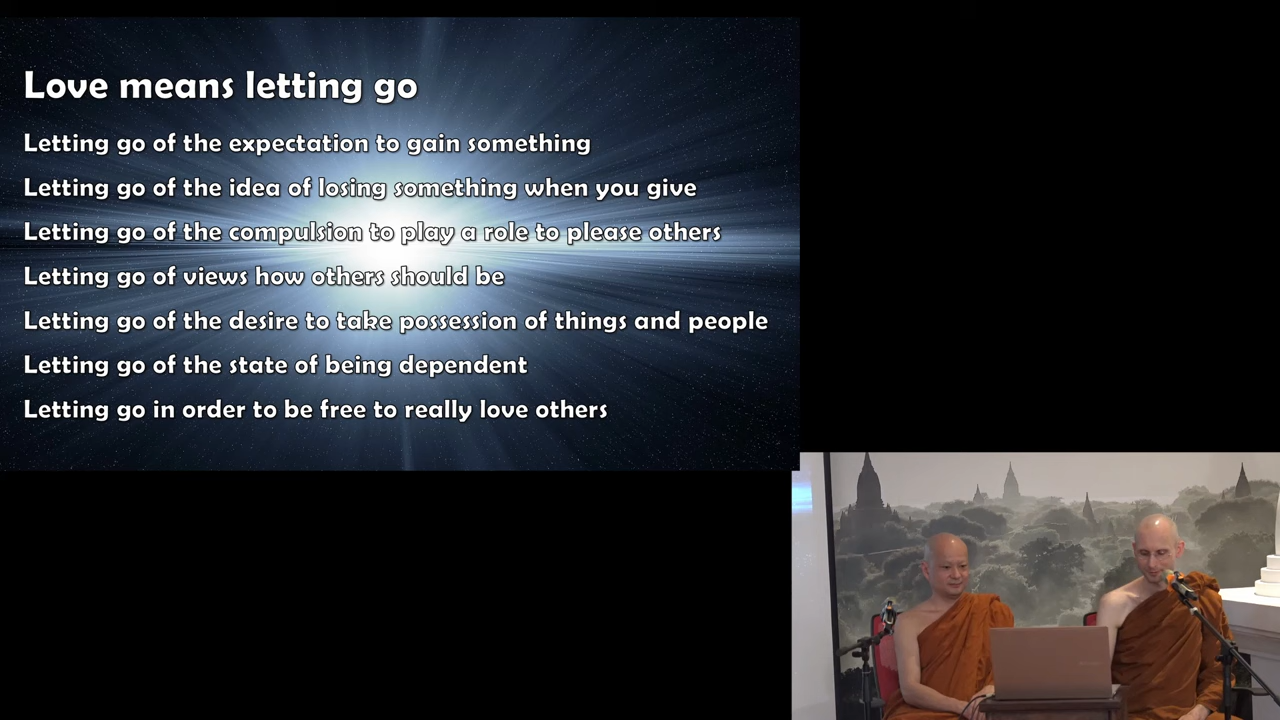 Love means letting go
Letting go of the expectation to gain something
Letting go of the idea of losing something when you give
Letting go of the compulsion to play a role to please others
Letting go of views how others should be
Letting go of the desire to take possession of things and people
Letting go of the state of being dependent
Letting go in order to be free to really love others